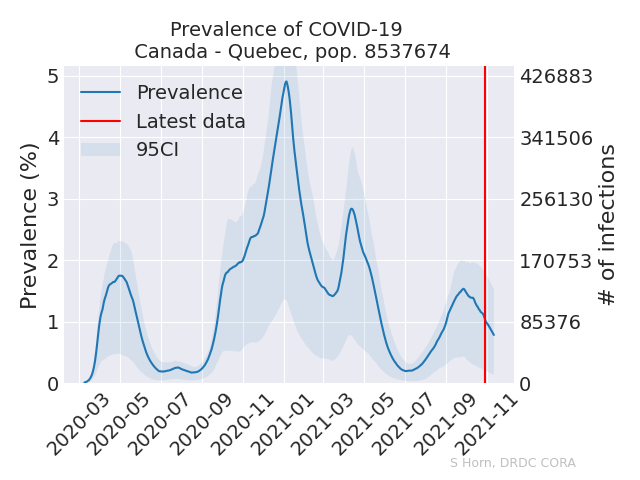 Prevalence of COVID-19
Canada - Quebec, pop. 8537674
Prevalence
Latest data
95CI
Prevalence (%)
5
4
3
2
1
0
426883
341506
256130
170753
85376
0
# of infections
2020-03
2020-05
2020-07
2020-09
2020-11
2021-01
2021-03
2021-05
2021-07
2021-09
2021-11
S Horn, DRDC CORA